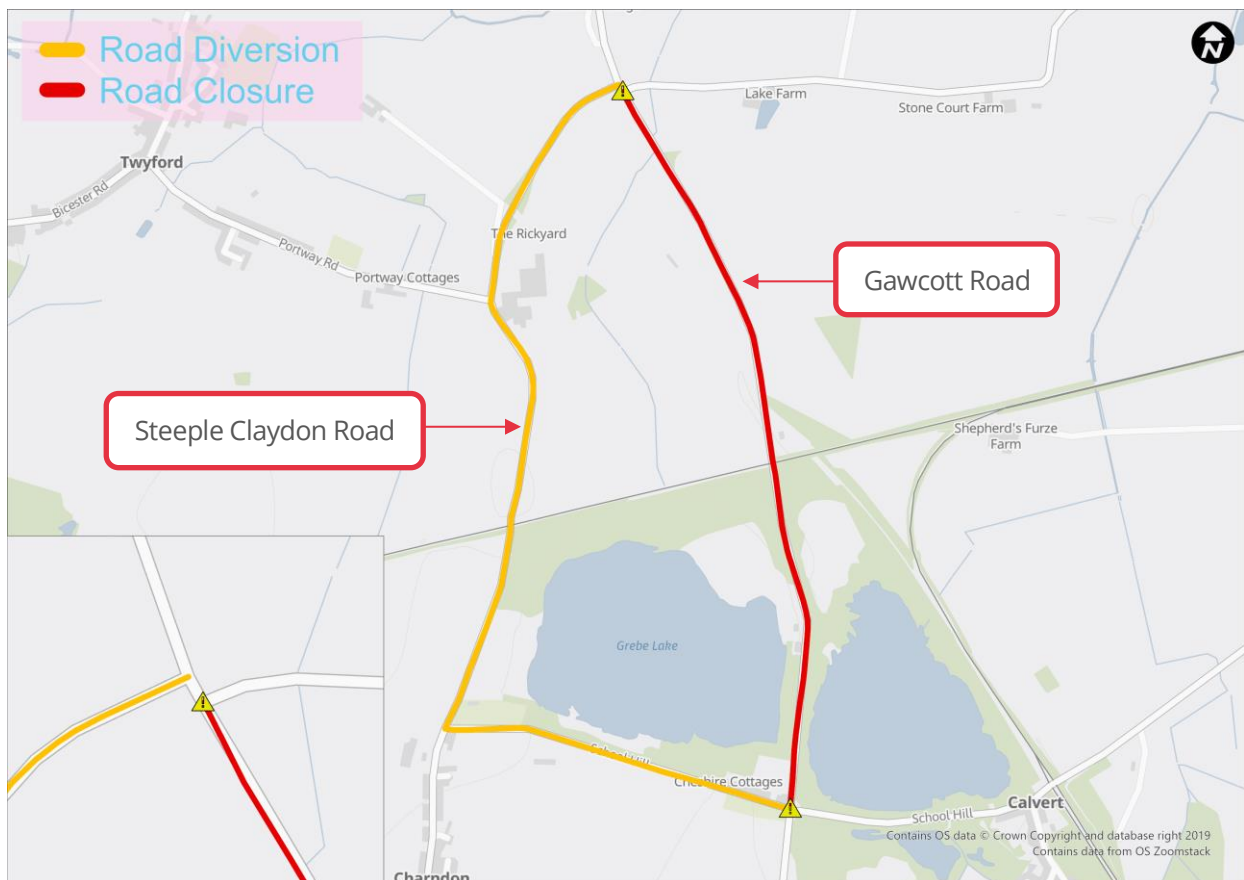 Road Diversion
Road Closure
N
Lake Farm
Stone Court Farm
Twyford
Bicester Rd
The Rickyard
Portway Rd
Portway Cottages
Gawcott Road
Steeple Claydon Road
Shepherd's Furze
Farm
Grebe Lake
School Hill
Cheshire Cottages
Calvert
School Hill
Contains OS data © Crown Copyright and database right 2019
Contains data from OS Zoomstack
Charndon